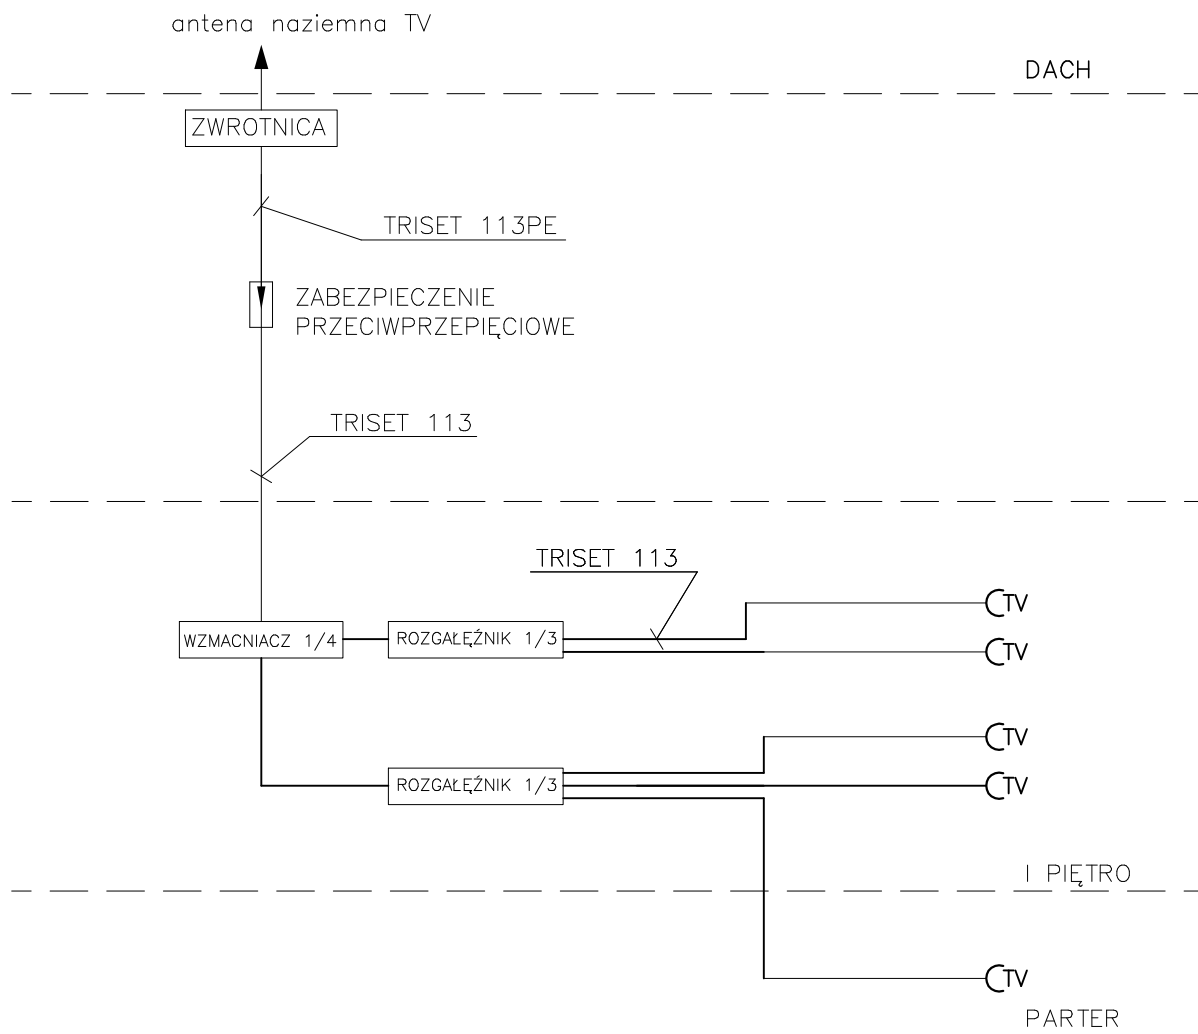 antena naziemna TV
DACH
ZWROTNICA
TRISET 113PE
ZABEZPIECZENIE
PRZECIWPRZEPIĘCIOWE
TRISET 113
TRISET 113
TV
WZMACNIACZ 1/4
ROZGAŁĘŹNIK 1/3
TV
TV
ROZGAŁĘŹNIK 1/3
TV
I PIĘTRO
TV
PARTER